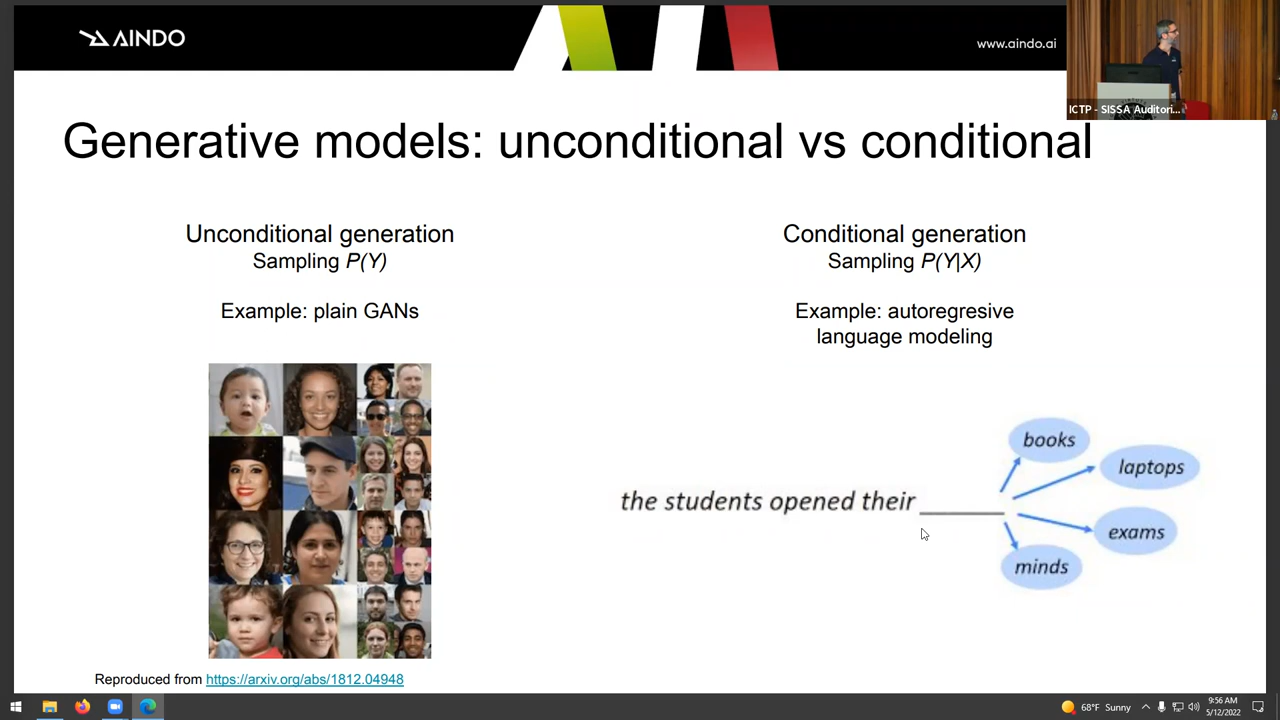 AINDO
www.aindo.ai
ICTP - SISSA Auditori...
Generative models: unconditional vs conditional
Unconditional generation
Sampling P(Y)
Example: plain GANs
Conditional generation
Sampling P(Y|X)
Example: autoregresive
language modeling
the students opened their ______
books
laptops
exams
minds
Reproduced from https://arxiv.org/abs/1812.04948
68°F Sunny
9:56 AM
5/12/2022